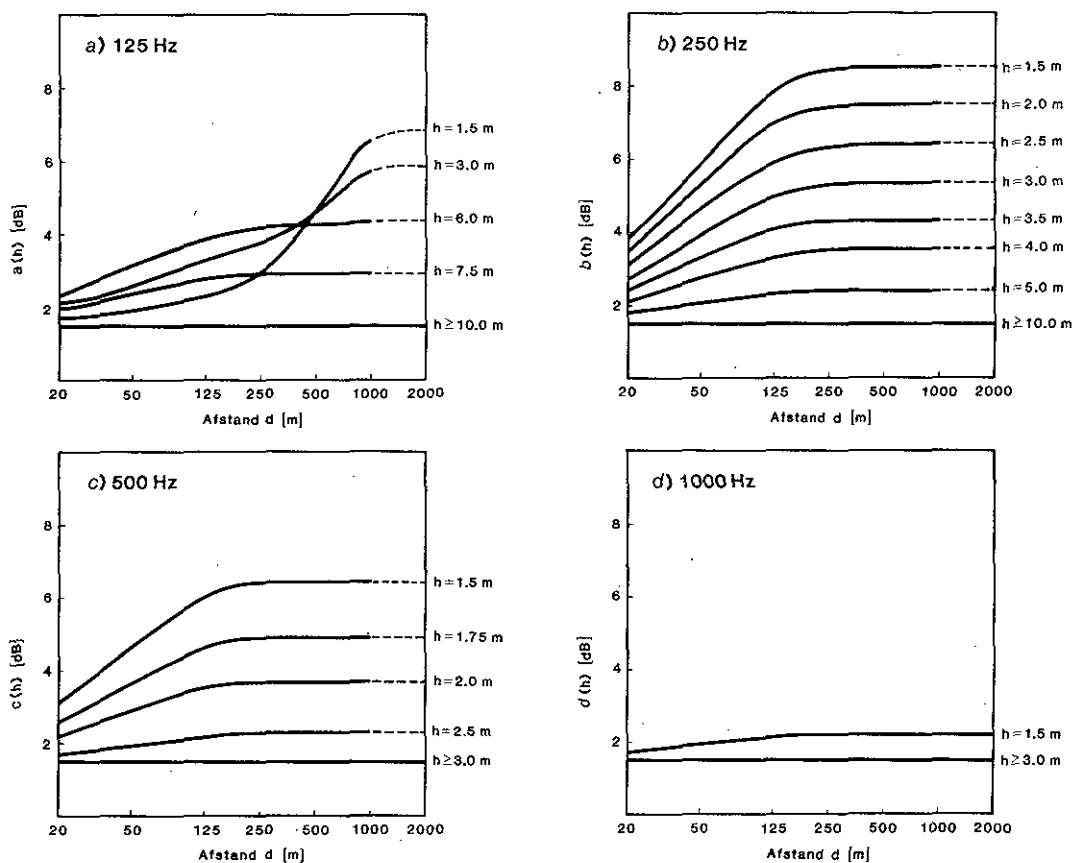 a) 125 Hz
a(h) [dB]
8
6
4
2
h=1.5 m
h=3.0 m
h=6.0 m
h=7.5 m
h≥10.0 m
20 50 125 250 500 1000 2000
Afstand d [m]
b) 250 Hz
b(h) [dB]
8
6
4
2
h=1.5 m
h=2.0 m
h=2.5 m
h=3.0 m
h=3.5 m
h=4.0 m
h=5.0 m
h≥10.0 m
20 50 125 250 500 1000 2000
Afstand d [m]
c) 500 Hz
c(h) [dB]
8
6
4
2
h=1.5 m
h=1.75 m
h=2.0 m
h=2.5 m
h≥3.0 m
20 50 125 250 500 1000 2000
Afstand d [m]
d) 1000 Hz
d(h) [dB]
8
6
4
2
h=1.5 m
h≥3.0 m
20 50 125 250 500 1000 2000
Afstand d [m]